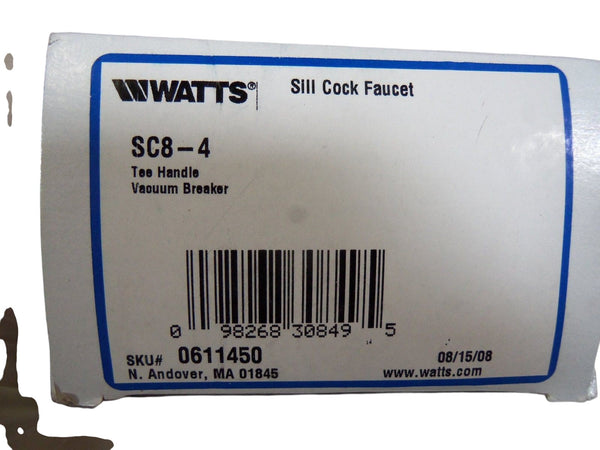 WATTS® Sill Cock Faucet
SC8-4
Tee Handle
Vacuum Breaker
0 98268 30849 5
SKU# 0611450 08/15/08
N. Andover, MA 01845 www.watts.com